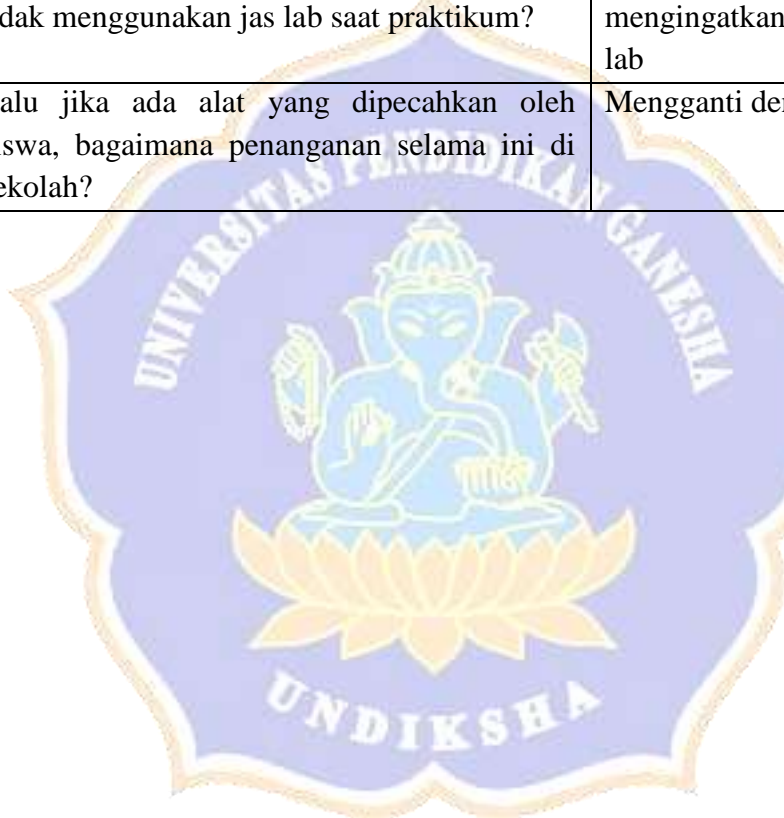 dak menggunakan jas lab saat praktikum?
mengingatkan
lab
alu jika ada alat yang dipecahkan oleh
iswa, bagaimana penanganan selama ini di
ekolah?
Mengganti de
UNIVERSITAS PENDIDIKAN GANESHA
UNDIKSHA